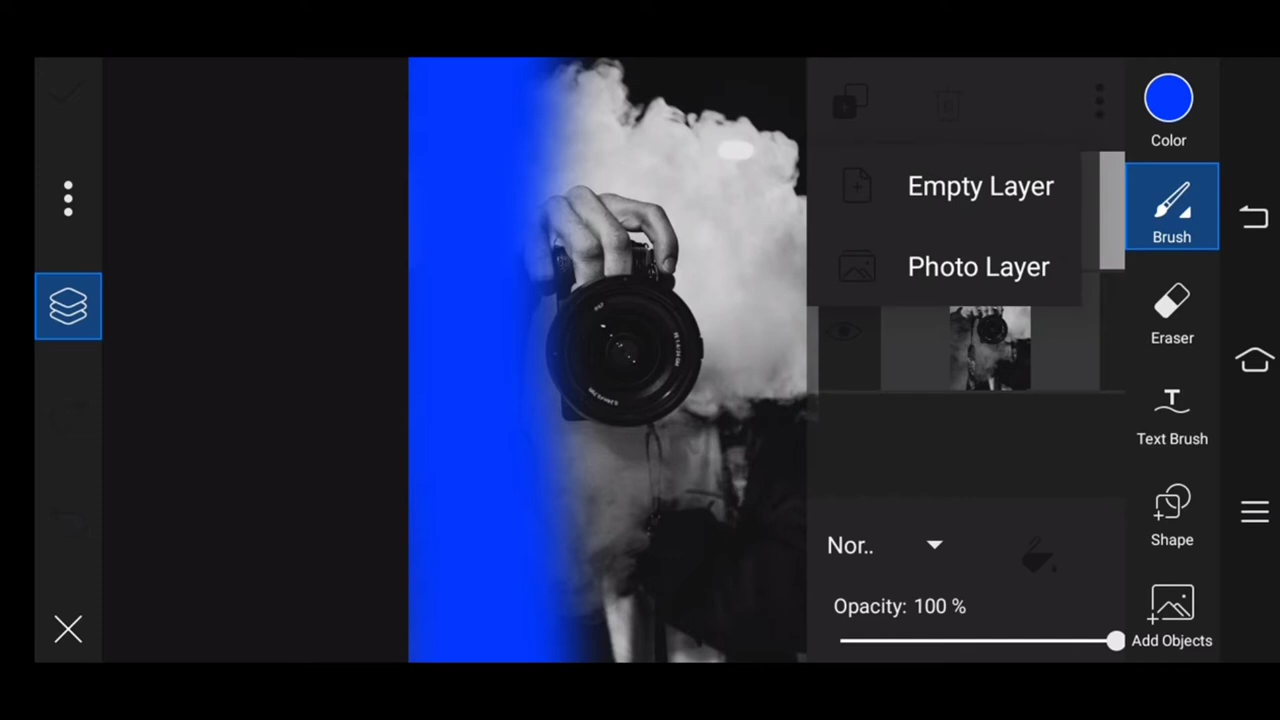 Color
Empty Layer
Brush
Photo Layer
Eraser
Text Brush
Shape
Nor..
Opacity: 100 %
Add Objects